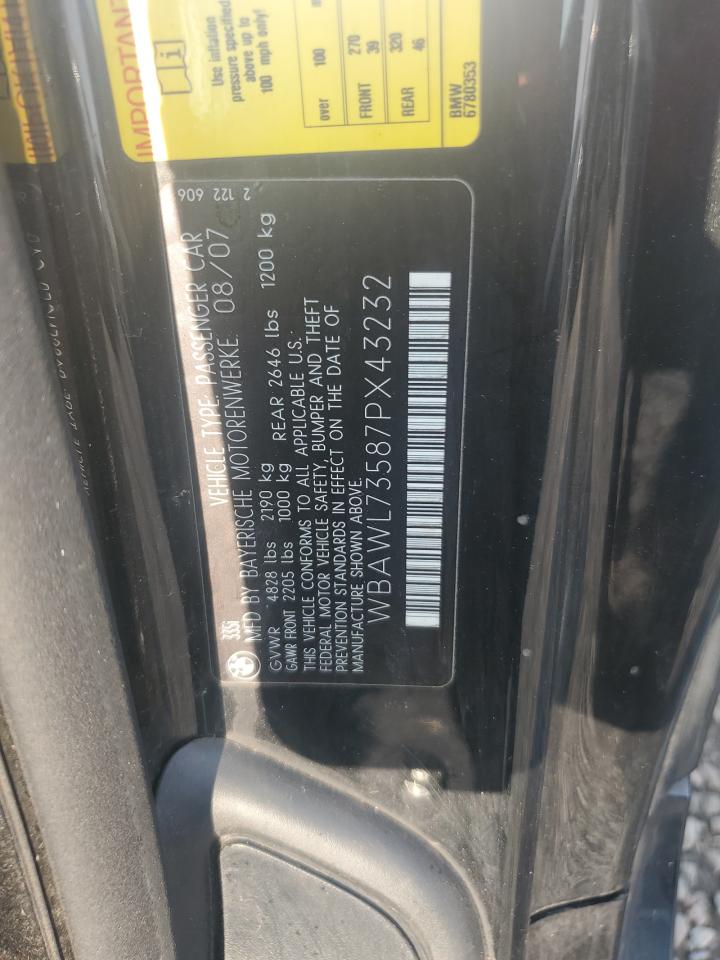 IMPORTANT
Use inflation
pressure specified
above up to
100 mph only!
over 100
FRONT 270
39
REAR 320
46
BMW
6780353
2 122 606
335i
VEHICLE TYPE: PASSENGER CAR
MFD BY BAYERISCHE MOTORENWERKE. 08/07
GVWR 4828 lbs 2190 kg
GAWR FRONT 2205 lbs 1000 kg REAR 2646 lbs 1200 kg
THIS VEHICLE CONFORMS TO ALL APPLICABLE U.S.
FEDERAL MOTOR VEHICLE SAFETY, BUMPER AND THEFT
PREVENTION STANDARDS IN EFFECT ON THE DATE OF
MANUFACTURE SHOWN ABOVE.
WBAWL73587PX43232